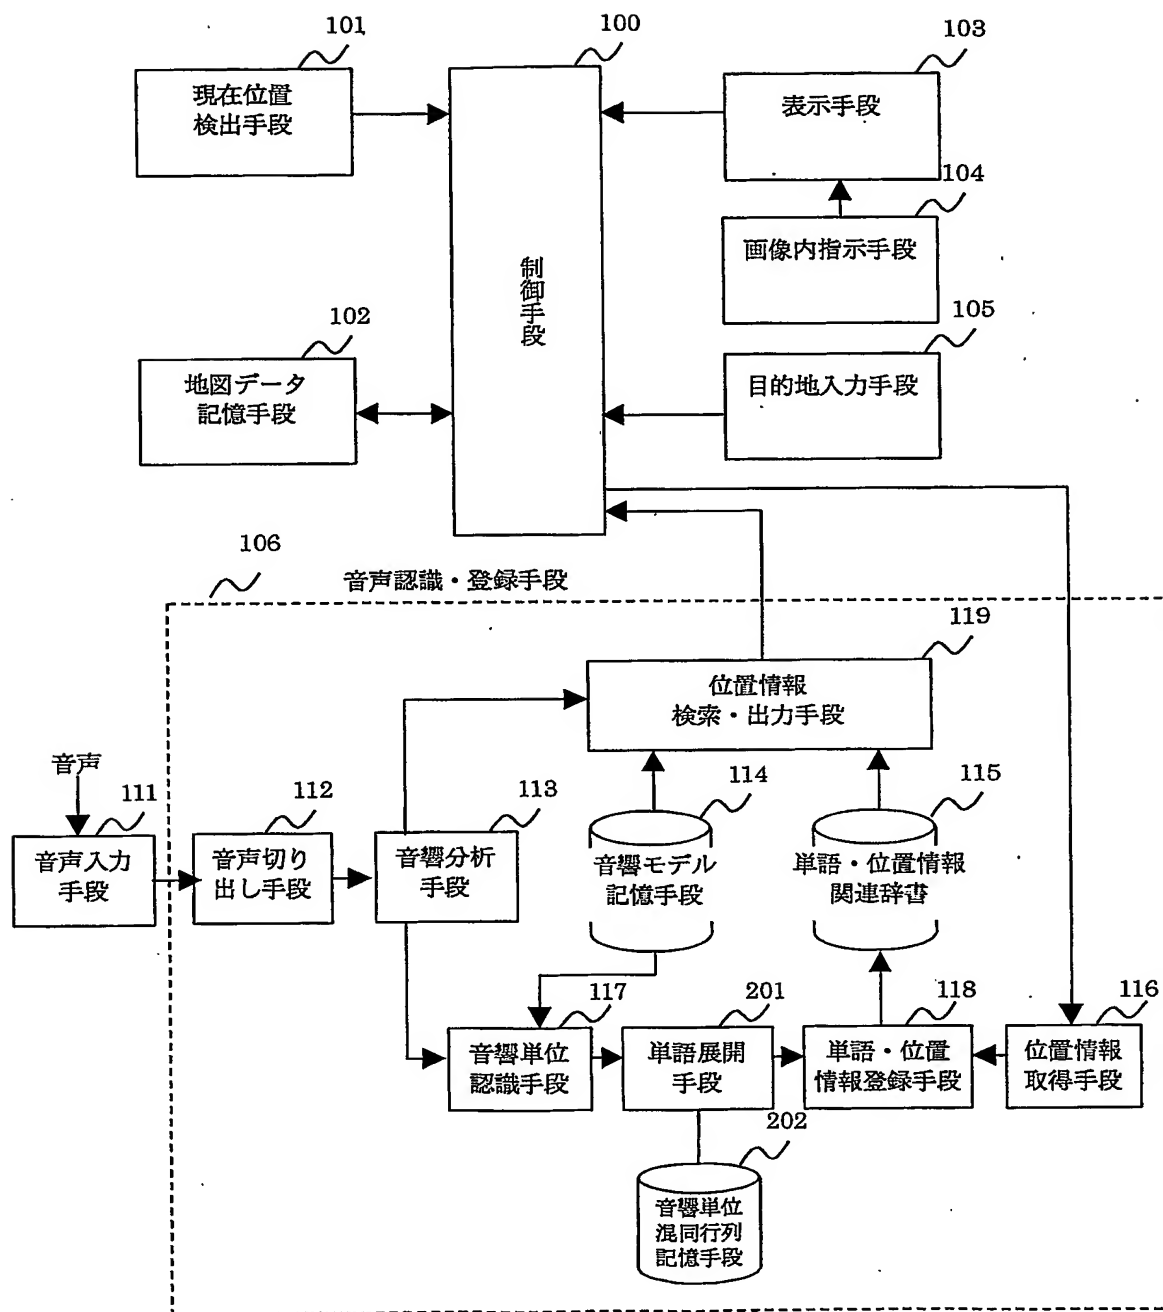 101
100
103
現在位置
検出手段
表示手段
104
画像内指示手段
制御手段
102
105
地図データ
記憶手段
目的地入力手段
106
音声認識・登録手段
119
位置情報
検索・出力手段
音声
111
112
113
114
115
音声入力
手段
音声切り
出し手段
音響分析
手段
音響モデル
記憶手段
単語・位置情報
関連辞書
117
201
118
116
音響単位
認識手段
単語展開
手段
単語・位置
情報登録手段
位置情報
取得手段
202
音響単位
混同行列
記憶手段